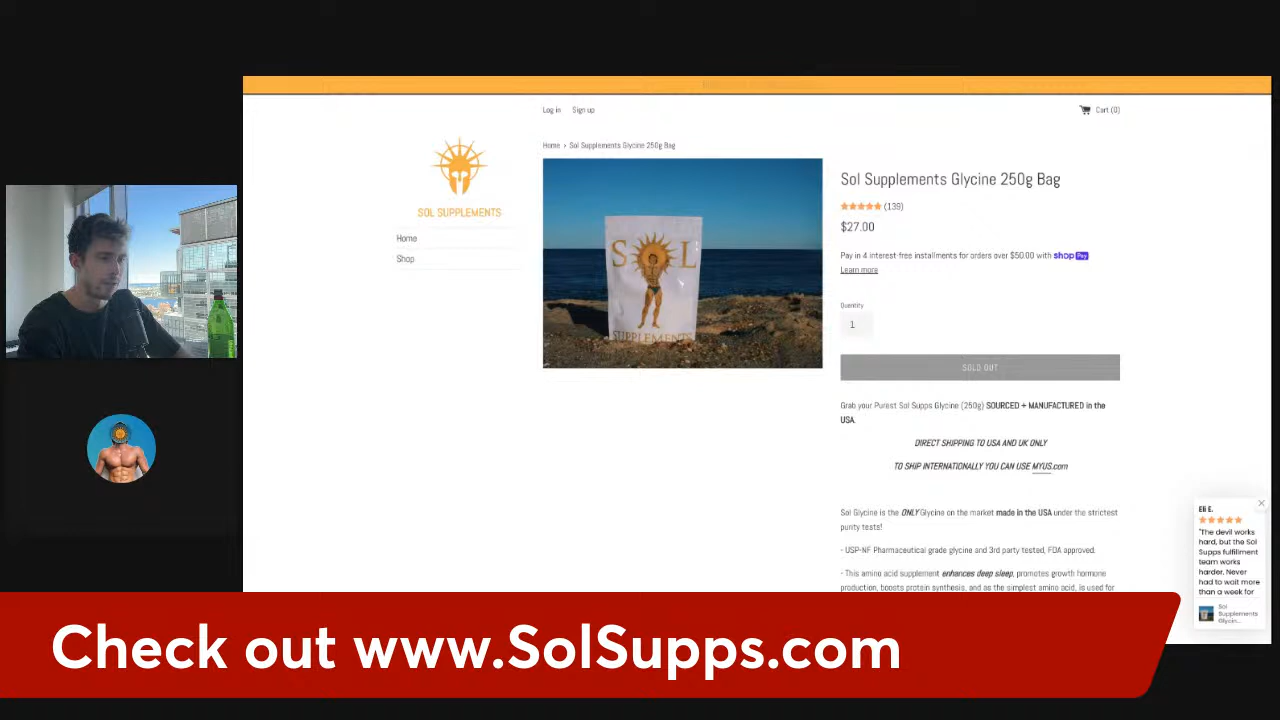 Log in Sign up
Cart (0)
Home › Sol Supplements Glycine 250g Bag
SOL SUPPLEMENTS
Home
Shop
SOL
SUPPLEMENTS
Sol Supplements Glycine 250g Bag
(139)
$27.00
Pay in 4 interest-free installments for orders over $50.00 with shop Pay
Learn more
Quantity
1
SOLD OUT
Grab your Purest Sol Supps Glycine (250g) SOURCED + MANUFACTURED in the
USA.
DIRECT SHIPPING TO USA AND UK ONLY
TO SHIP INTERNATIONALLY YOU CAN USE MYUS.com
Sol Glycine is the ONLY Glycine on the market made in the USA under the strictest
purity tests!
- USP-NF Pharmaceutical grade glycine and 3rd party tested, FDA approved.
- This amino acid supplement enhances deep sleep, promotes growth hormone
production, boosts protein synthesis, and as the simplest amino acid, is used for
Eli E.
"The devil works
hard, but the Sol
Supps fulfillment
team works
harder. Never
had to wait more
than a week for
Sol
Supplements
Glycin...
Check out www.SolSupps.com